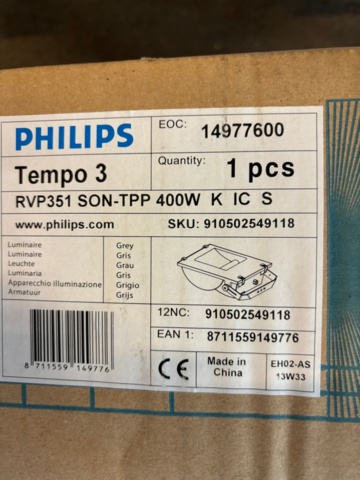 PHILIPS
EOC: 14977600
Tempo 3
Quantity: 1 pcs
RVP351 SON-TPP 400W K IC S
www.philips.com SKU: 910502549118
Luminaire Grey
Luminaire Gris
Leuchte Grau
Luminaria Gris
Apparecchio illuminazione Grigio
Armatuur Grijs
12NC: 910502549118
EAN 1: 8711559149776
8 711559 149776
CE
Made in China
EH02-AS
13W33